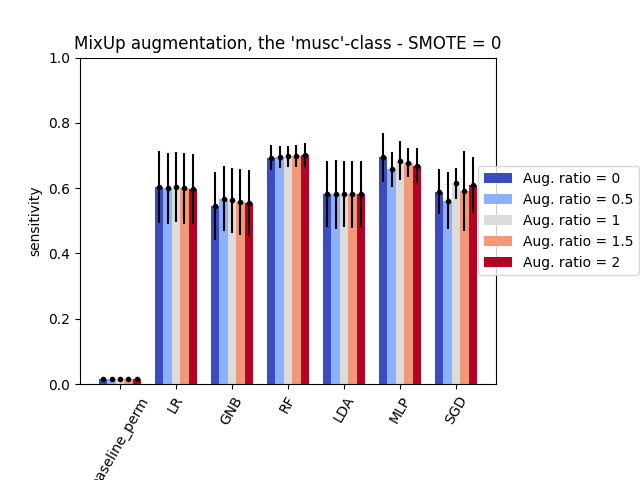 MixUp augmentation, the 'musc'-class - SMOTE = 0
sensitivity
1.0
0.8
0.6
0.4
0.2
0.0
LR
GNB
RF
LDA
MLP
SGD
Aug. ratio = 0
Aug. ratio = 0.5
Aug. ratio = 1
Aug. ratio = 1.5
Aug. ratio = 2